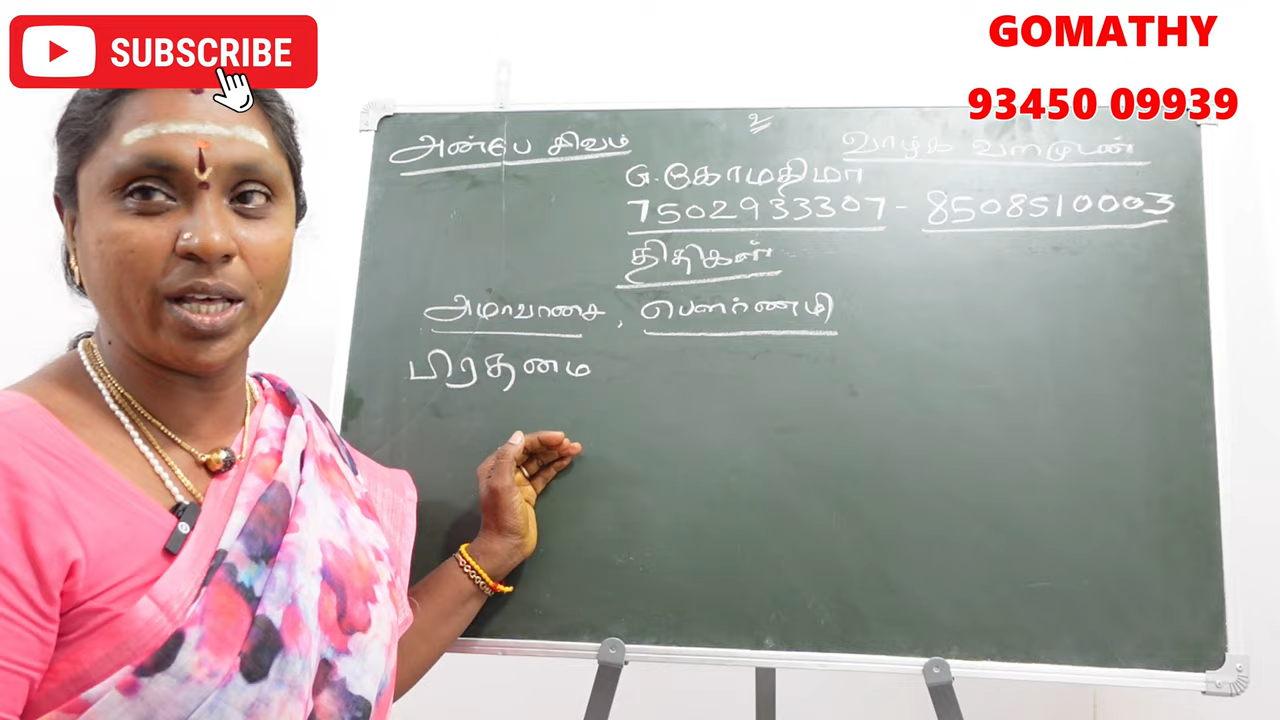 SUBSCRIBE
GOMATHY
93450 09939
உ
அன்பே சிவம்
வாழ்க வளமுடன்
G.கோமதிமா
7502933307 - 8508510003
திதிகள்
அமாவாசை, பௌர்ணமி
பிரதமை